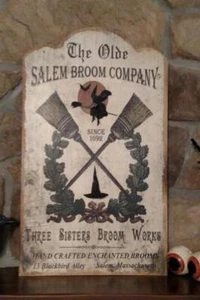 The Olde
SALEM BROOM COMPANY
SINCE
1692
THREE SISTERS BROOM WORKS
HAND CRAFTED ENCHANTED BROOMS
13 Blackbird Alley Salem, Massachusetts